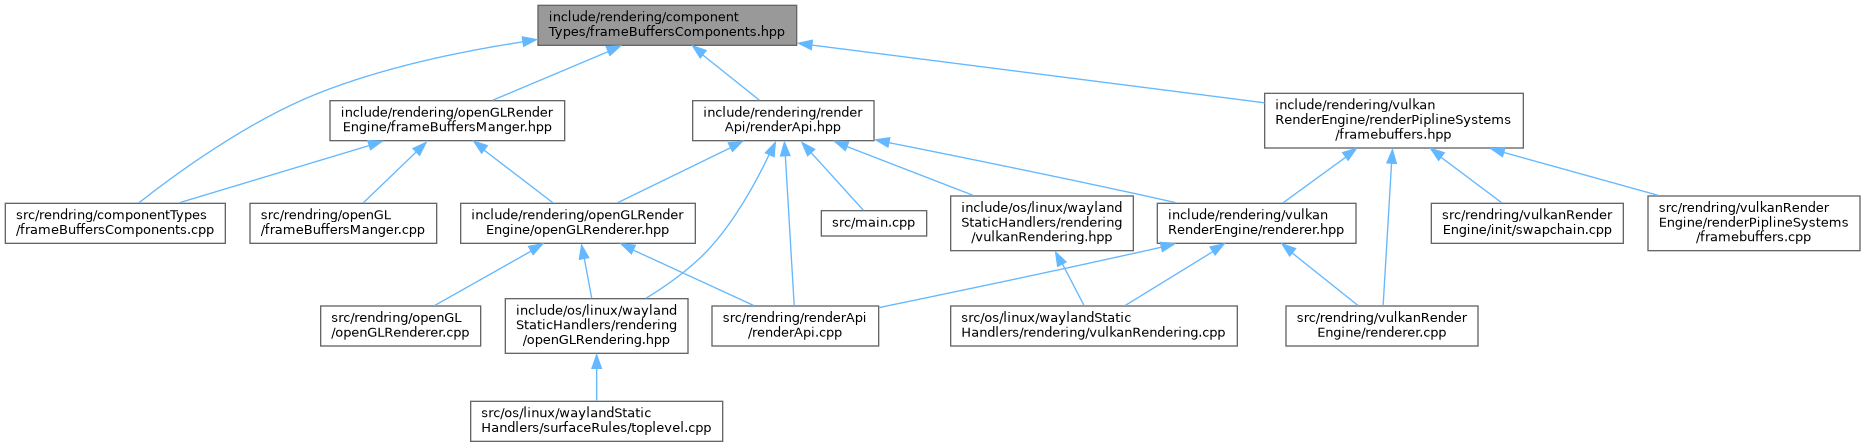 include/rendering/component
Types/frameBuffersComponents.hpp
include/rendering/openGLRender
Engine/frameBuffersManger.hpp
include/rendering/render
Api/renderApi.hpp
include/rendering/vulkan
RenderEngine/renderPiplineSystems
/framebuffers.hpp
src/rendring/componentTypes
/frameBuffersComponents.cpp
src/rendring/openGL
/frameBuffersManger.cpp
include/rendering/openGLRender
Engine/openGLRenderer.hpp
src/main.cpp
include/os/linux/wayland
StaticHandlers/rendering
/vulkanRendering.hpp
include/rendering/vulkan
RenderEngine/renderer.hpp
src/rendring/vulkanRender
Engine/init/swapchain.cpp
src/rendring/vulkanRender
Engine/renderPiplineSystems
/framebuffers.cpp
src/rendring/openGL
/openGLRenderer.cpp
include/os/linux/wayland
StaticHandlers/rendering
/openGLRendering.hpp
src/rendring/renderApi
/renderApi.cpp
src/os/linux/waylandStatic
Handlers/rendering/vulkanRendering.cpp
src/rendring/vulkanRender
Engine/renderer.cpp
src/os/linux/waylandStatic
Handlers/surfaceRules/toplevel.cpp